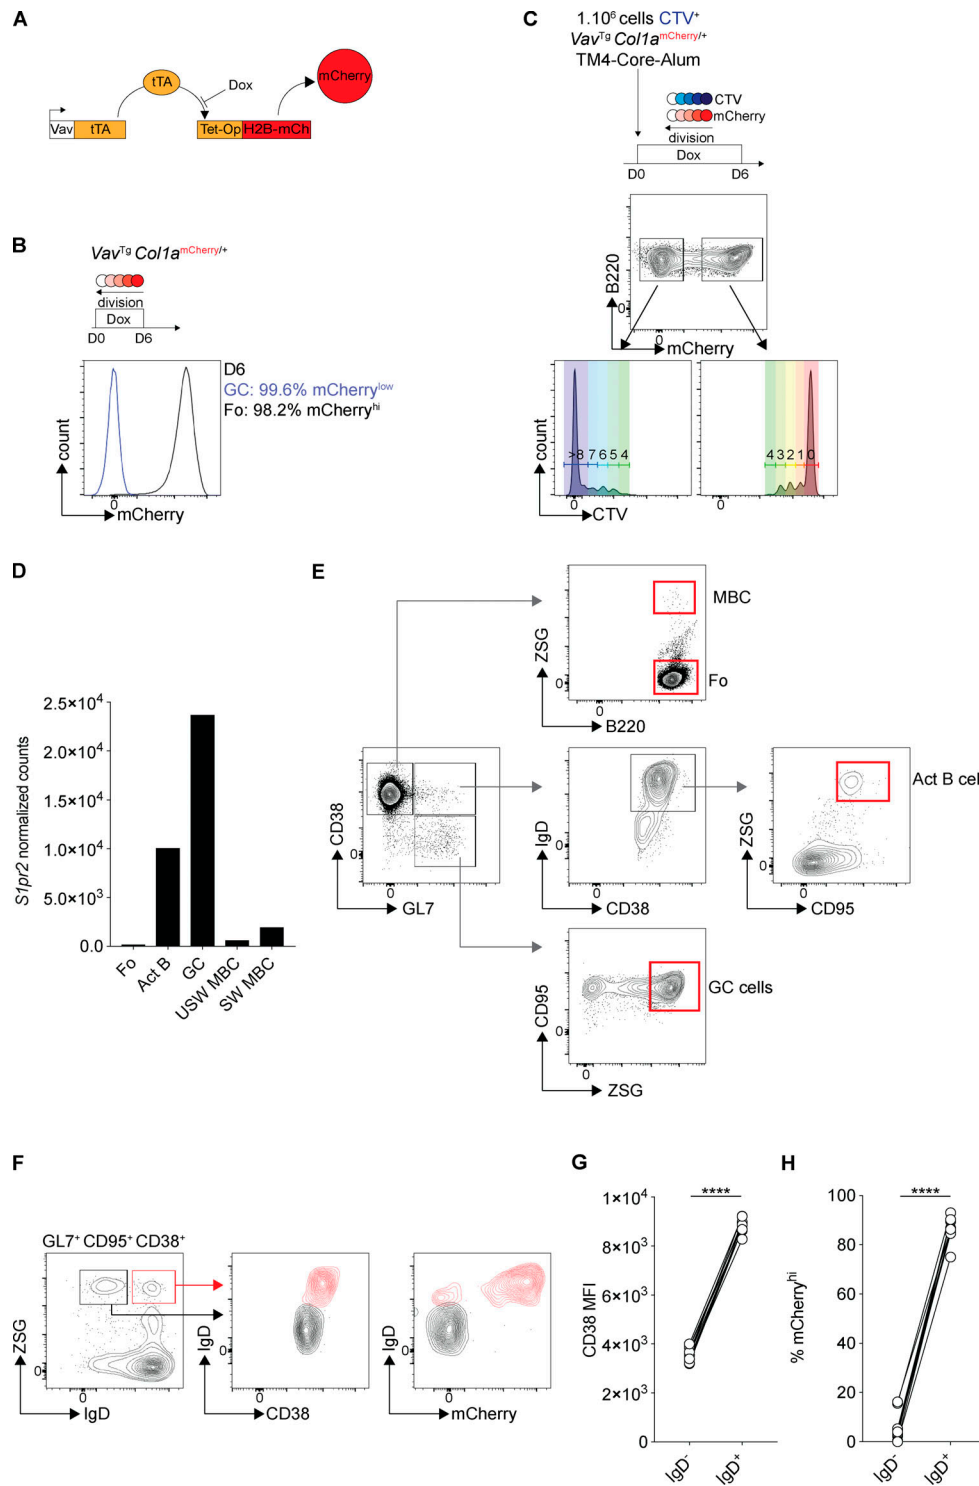 A
tTA
Dox
mCherry
Vav
tTA
Tet-Op
H2B-mCh
B
Vavᵀᵍ Col1aᵐᶜʰᵉʳʳʸ/⁺
division
Dox
D0
D6
D6
GC: 99.6% mCherryˡᵒʷ
Fo: 98.2% mCherryʰⁱ
count
0
mCherry
C
1.10⁶ cells CTV⁺
Vavᵀᵍ Col1aᵐᶜʰᵉʳʳʸ/⁺
TM4-Core-Alum
CTV
mCherry
division
Dox
D0
D6
B220
0
0
mCherry
count
>8 7 6 5 4
0
CTV
4 3 2 1 0
0
D
S1pr2 normalized counts
2.5×10⁴
2.0×10⁴
1.5×10⁴
1.0×10⁴
5.0×10³
0.0
Fo
Act B
GC
USW MBC
SW MBC
E
MBC
Fo
ZSG
0
0
B220
CD38
0
0
GL7
IgD
0
0
CD38
ZSG
0
0
CD95
Act B cel
CD95
0
0
ZSG
GC cells
F
GL7⁺ CD95⁺ CD38⁺
ZSG
0
0
IgD
IgD
0
0
CD38
IgD
0
0
mCherry
G
****
CD38 MFI
1×10⁴
8×10³
6×10³
4×10³
2×10³
0
IgD⁻
IgD⁺
H
****
% mCherryʰⁱ
100
80
60
40
20
0
IgD⁻
IgD⁺